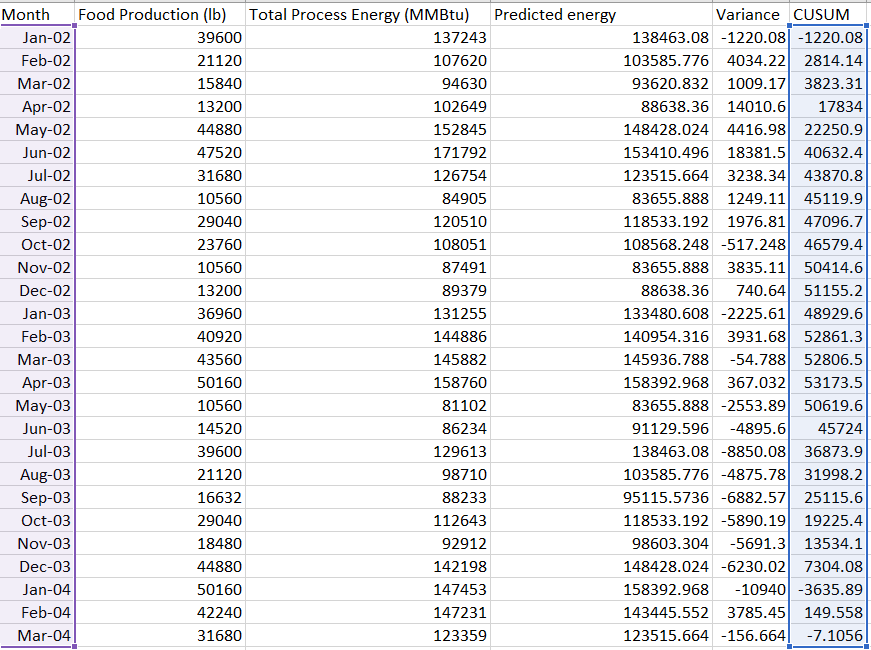 Month Food Production (lb) Total Process Energy (MMBtu) Predicted energy Variance CUSUM
Jan-02 39600 137243 138463.08 -1220.08 -1220.08
Feb-02 21120 107620 103585.776 4034.22 2814.14
Mar-02 15840 94630 93620.832 1009.17 3823.31
Apr-02 13200 102649 88638.36 14010.6 17834
May-02 44880 152845 148428.024 4416.98 22250.9
Jun-02 47520 171792 153410.496 18381.5 40632.4
Jul-02 31680 126754 123515.664 3238.34 43870.8
Aug-02 10560 84905 83655.888 1249.11 45119.9
Sep-02 29040 120510 118533.192 1976.81 47096.7
Oct-02 23760 108051 108568.248 -517.248 46579.4
Nov-02 10560 87491 83655.888 3835.11 50414.6
Dec-02 13200 89379 88638.36 740.64 51155.2
Jan-03 36960 131255 133480.608 -2225.61 48929.6
Feb-03 40920 144886 140954.316 3931.68 52861.3
Mar-03 43560 145882 145936.788 -54.788 52806.5
Apr-03 50160 158760 158392.968 367.032 53173.5
May-03 10560 81102 83655.888 -2553.89 50619.6
Jun-03 14520 86234 91129.596 -4895.6 45724
Jul-03 39600 129613 138463.08 -8850.08 36873.9
Aug-03 21120 98710 103585.776 -4875.78 31998.2
Sep-03 16632 88233 95115.5736 -6882.57 25115.6
Oct-03 29040 112643 118533.192 -5890.19 19225.4
Nov-03 18480 92912 98603.304 -5691.3 13534.1
Dec-03 44880 142198 148428.024 -6230.02 7304.08
Jan-04 50160 147453 158392.968 -10940 -3635.89
Feb-04 42240 147231 143445.552 3785.45 149.558
Mar-04 31680 123359 123515.664 -156.664 -7.1056